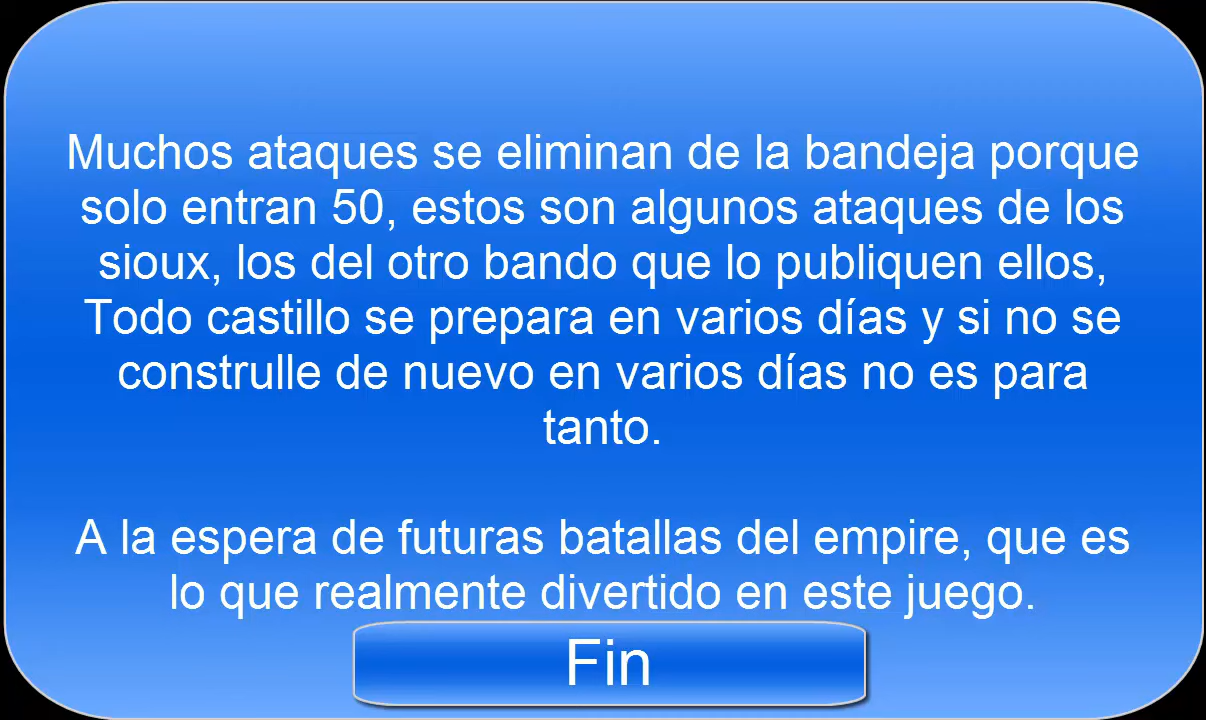 Muchos ataques se eliminan de la bandeja porque
solo entran 50, estos son algunos ataques de los
sioux, los del otro bando que lo publiquen ellos,
Todo castillo se prepara en varios días y si no se
construlle de nuevo en varios días no es para
tanto.
A la espera de futuras batallas del empire, que es
lo que realmente divertido en este juego.
Fin